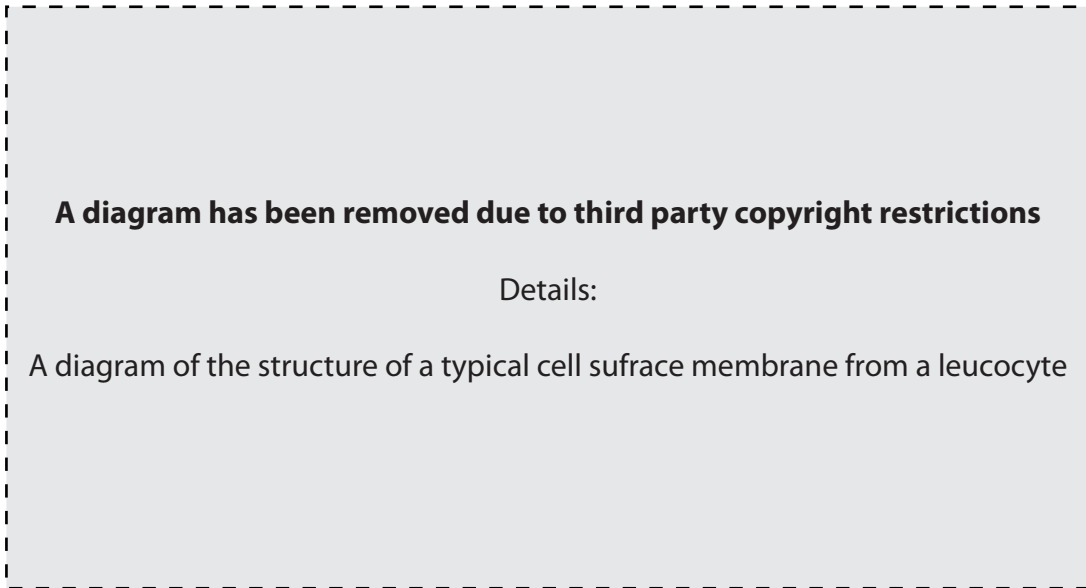 A diagram has been removed due to third party copyright restrictions
Details:
A diagram of the structure of a typical cell sufrace membrane from a leucocyte